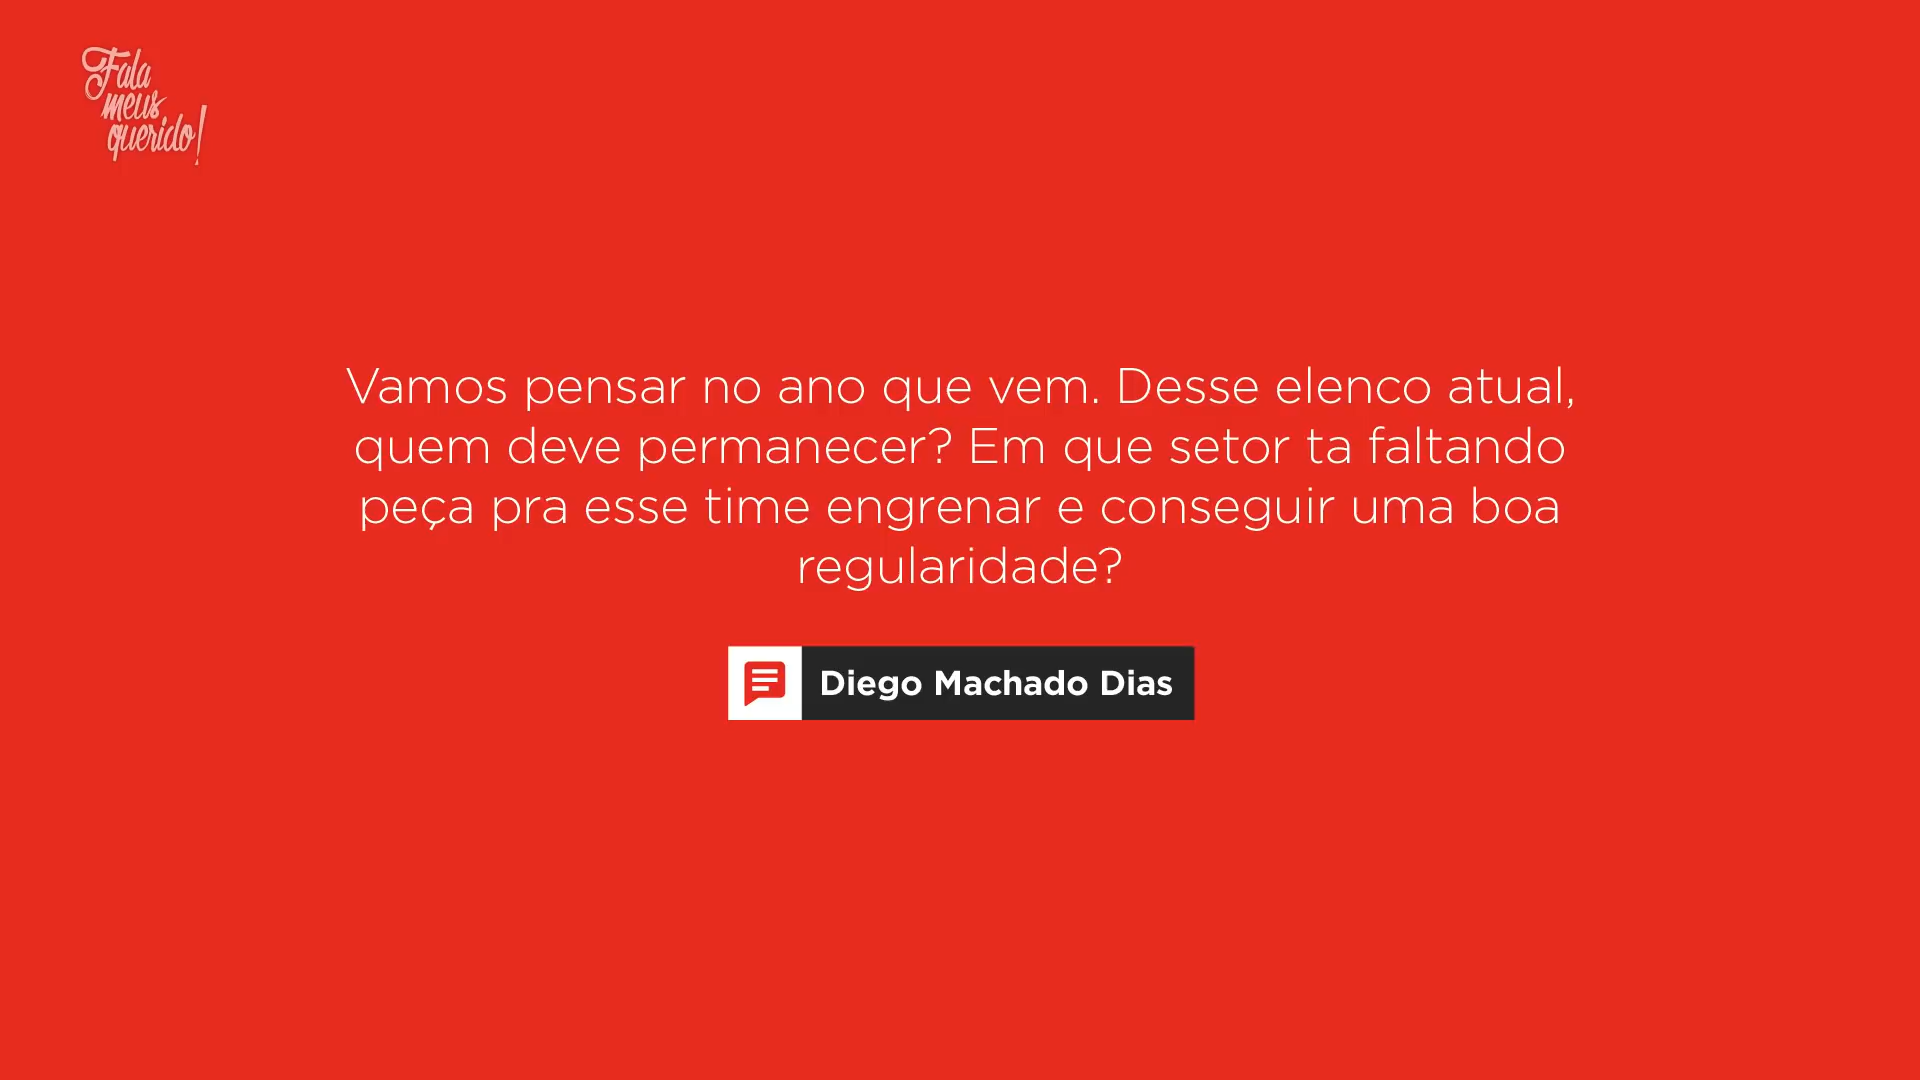 Fala
meus
querido!
Vamos pensar no ano que vem. Desse elenco atual,
quem deve permanecer? Em que setor ta faltando
peça pra esse time engrenar e conseguir uma boa
regularidade?
Diego Machado Dias